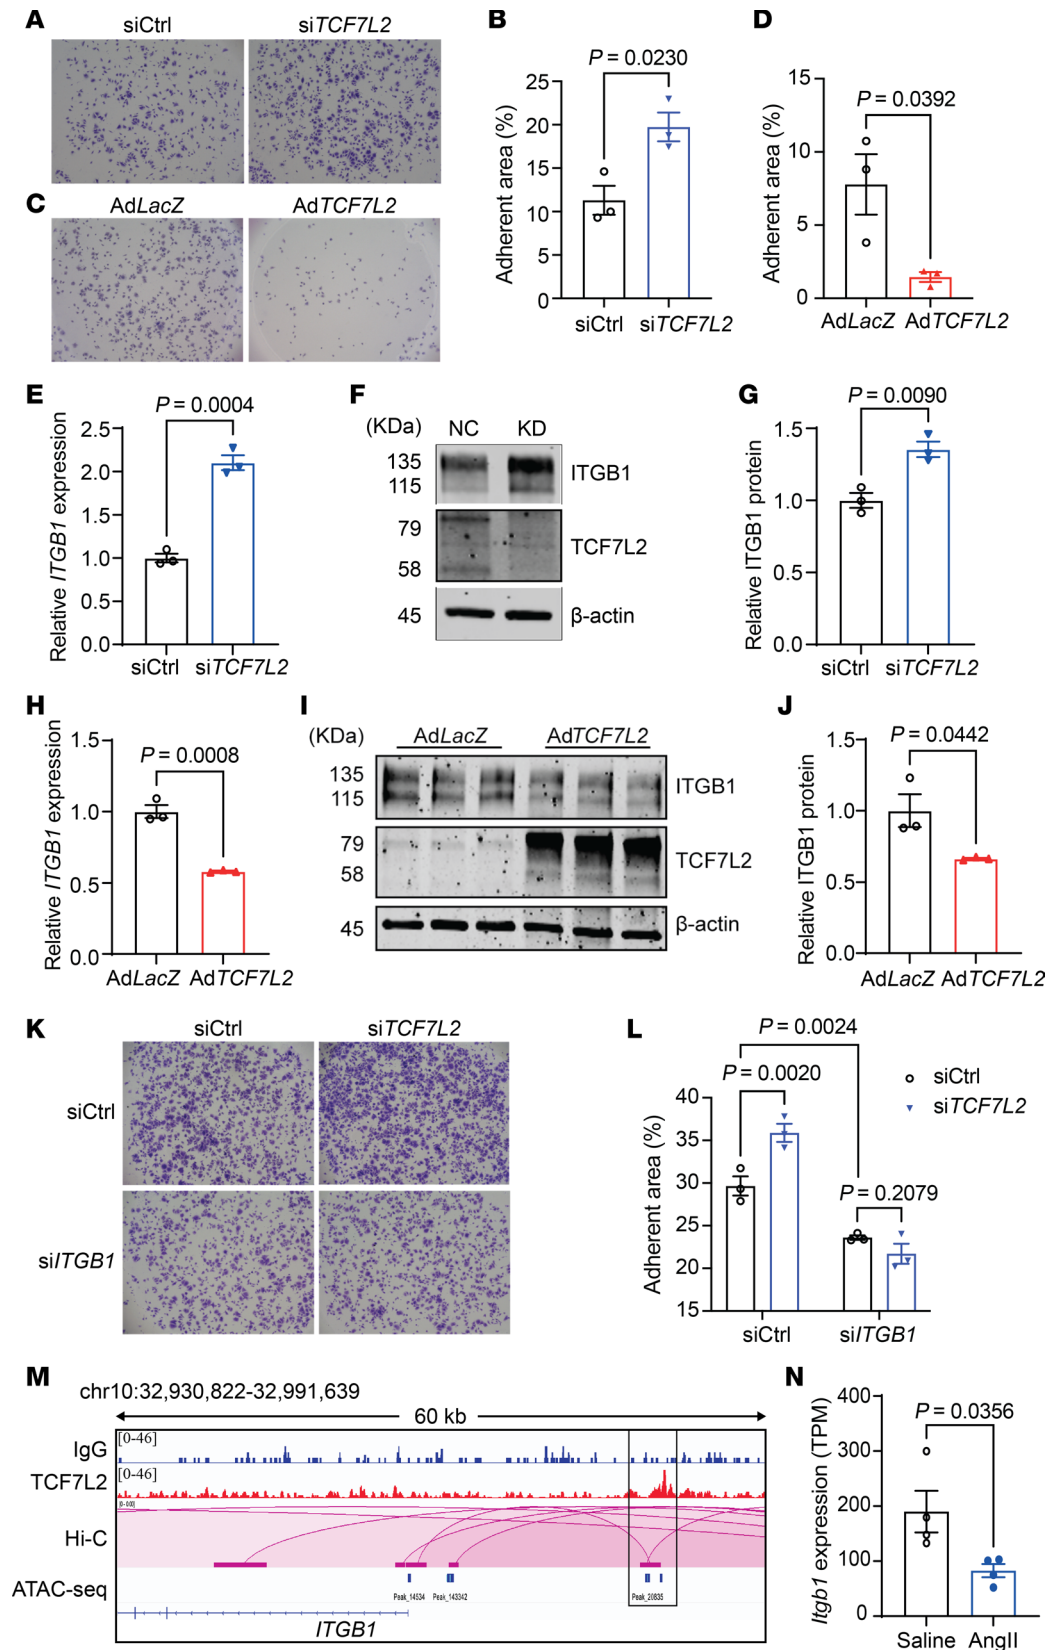 A
siCtrl
siTCF7L2
B
P = 0.0230
Adherent area (%)
25
20
15
10
5
0
siCtrl
siTCF7L2
D
P = 0.0392
Adherent area (%)
15
10
5
0
AdLacZ
AdTCF7L2
C
AdLacZ
AdTCF7L2
E
P = 0.0004
Relative ITGB1 expression
2.5
2.0
1.5
1.0
0.5
0.0
siCtrl
siTCF7L2
F
(KDa)
NC
KD
135
115
ITGB1
79
58
TCF7L2
45
β-actin
G
P = 0.0090
Relative ITGB1 protein
1.5
1.0
0.5
0.0
siCtrl
siTCF7L2
H
P = 0.0008
Relative ITGB1 expression
1.5
1.0
0.5
0.0
AdLacZ
AdTCF7L2
I
(KDa)
AdLacZ
AdTCF7L2
135
115
ITGB1
79
58
TCF7L2
45
β-actin
J
P = 0.0442
Relative ITGB1 protein
1.5
1.0
0.5
0.0
AdLacZ
AdTCF7L2
K
siCtrl
siTCF7L2
siCtrl
siITGB1
L
P = 0.0024
P = 0.0020
P = 0.2079
siCtrl
siTCF7L2
Adherent area (%)
40
35
30
25
20
15
siCtrl
siITGB1
M
chr10:32,930,822-32,991,639
60 kb
IgG
[0-46]
TCF7L2
[0-46]
Hi-C
ATAC-seq
Peak_14534
Peak_143342
Peak_20835
ITGB1
N
P = 0.0356
Itgb1 expression (TPM)
400
300
200
100
0
Saline
AngII